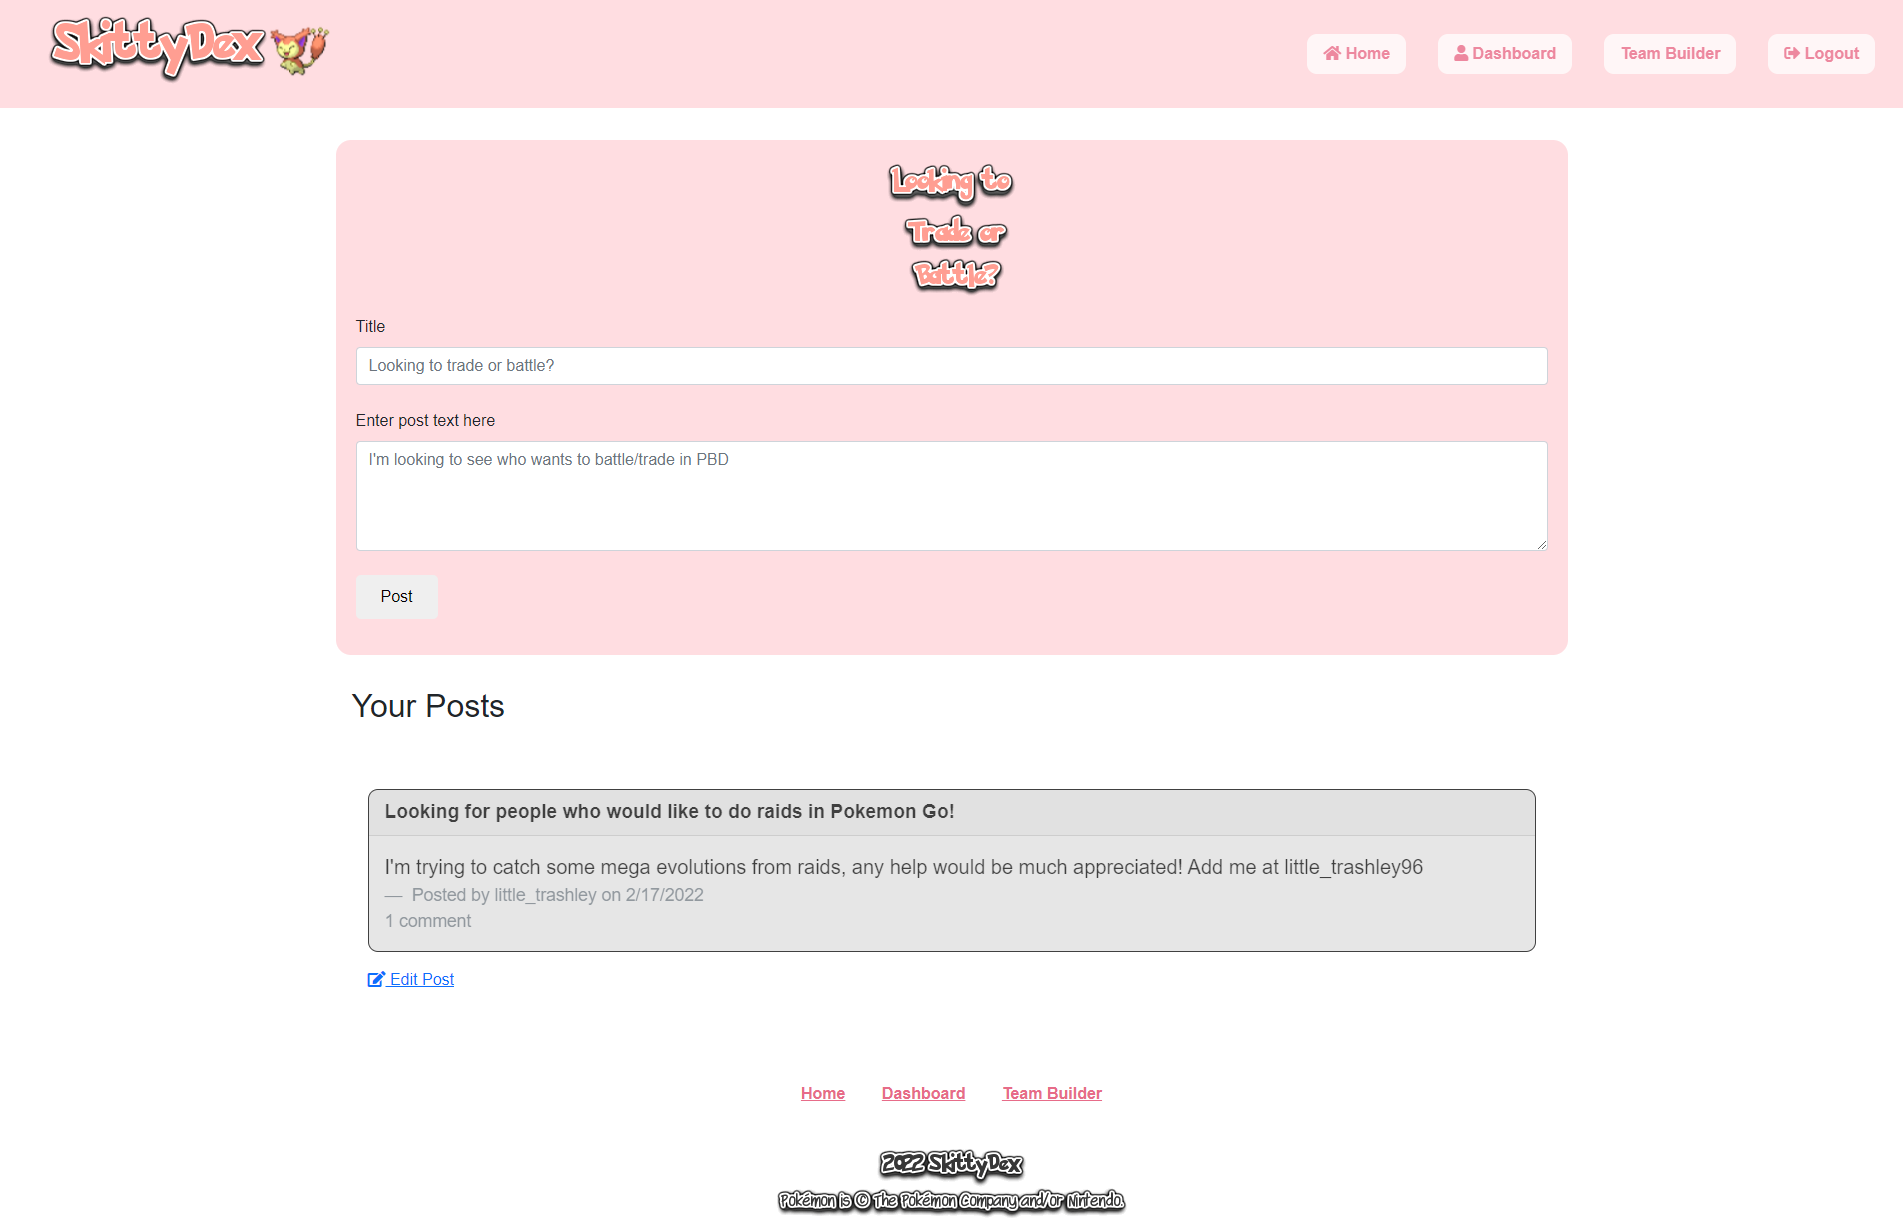 SkittyDex
Home Dashboard Team Builder Logout
Looking to
Trade or
Battle?
Title
Looking to trade or battle?
Enter post text here
I'm looking to see who wants to battle/trade in PBD
Post
Your Posts
Looking for people who would like to do raids in Pokemon Go!
I'm trying to catch some mega evolutions from raids, any help would be much appreciated! Add me at little_trashley96
— Posted by little_trashley on 2/17/2022
1 comment
Edit Post
Home Dashboard Team Builder
2022 SkittyDex
Pokémon is © The Pokémon Company and/or Nintendo.